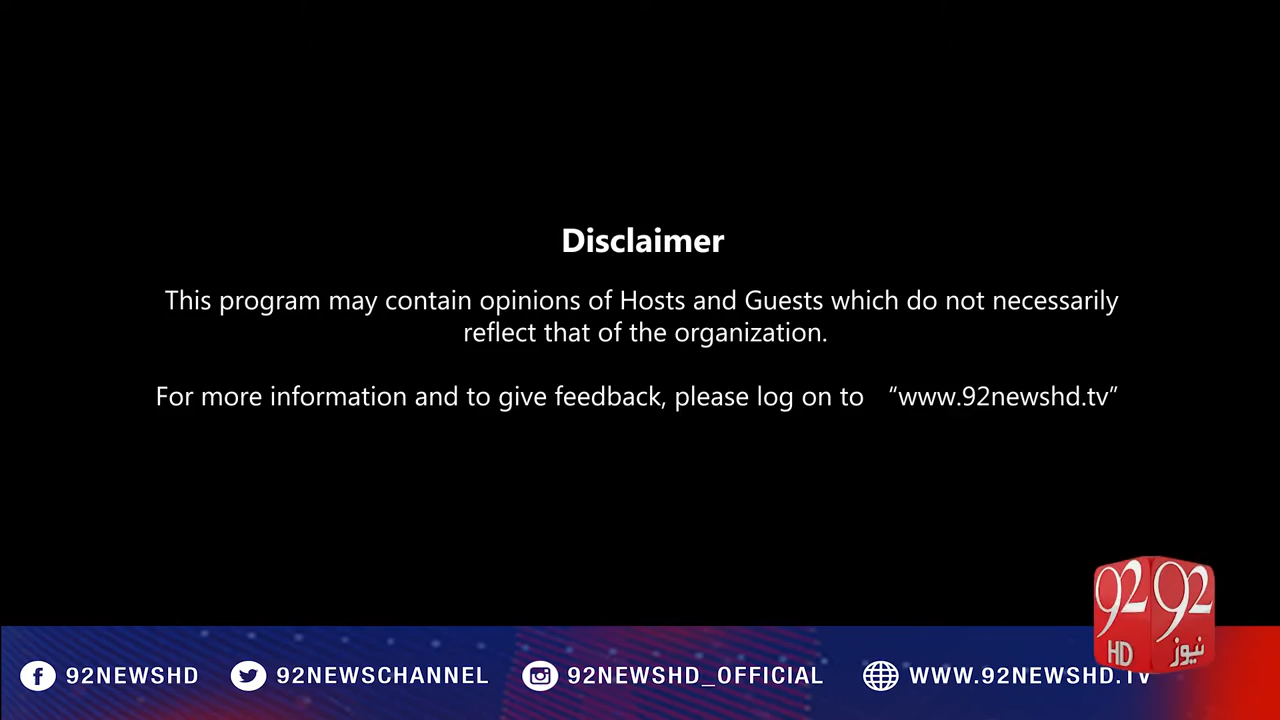 Disclaimer
This program may contain opinions of Hosts and Guests which do not necessarily
reflect that of the organization.
For more information and to give feedback, please log on to “www.92newshd.tv”
92 92
HD نیوز
92NEWSHD 92NEWSCHANNEL 92NEWSHD_OFFICIAL WWW.92NEWSHD.TV